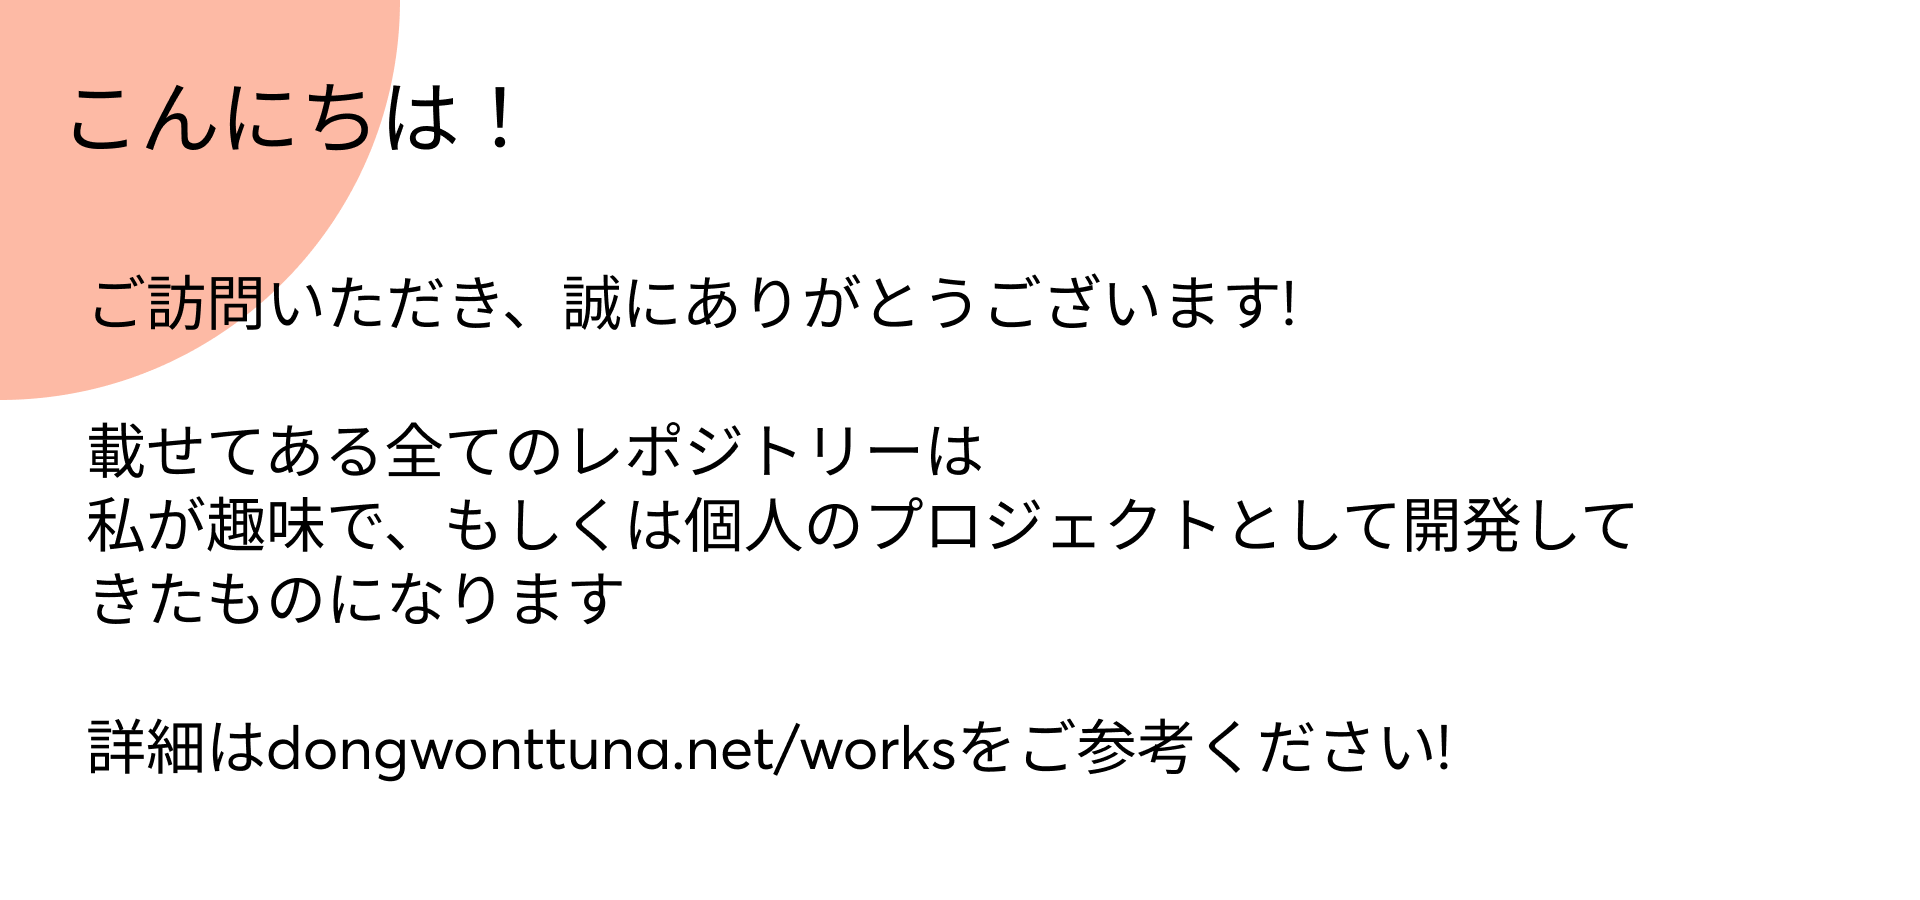 こんにちは！
ご訪問いただき、誠にありがとうございます!
載せてある全てのレポジトリーは
私が趣味で、もしくは個人のプロジェクトとして開発して
きたものになります
詳細はdongwonttuna.net/worksをご参考ください!